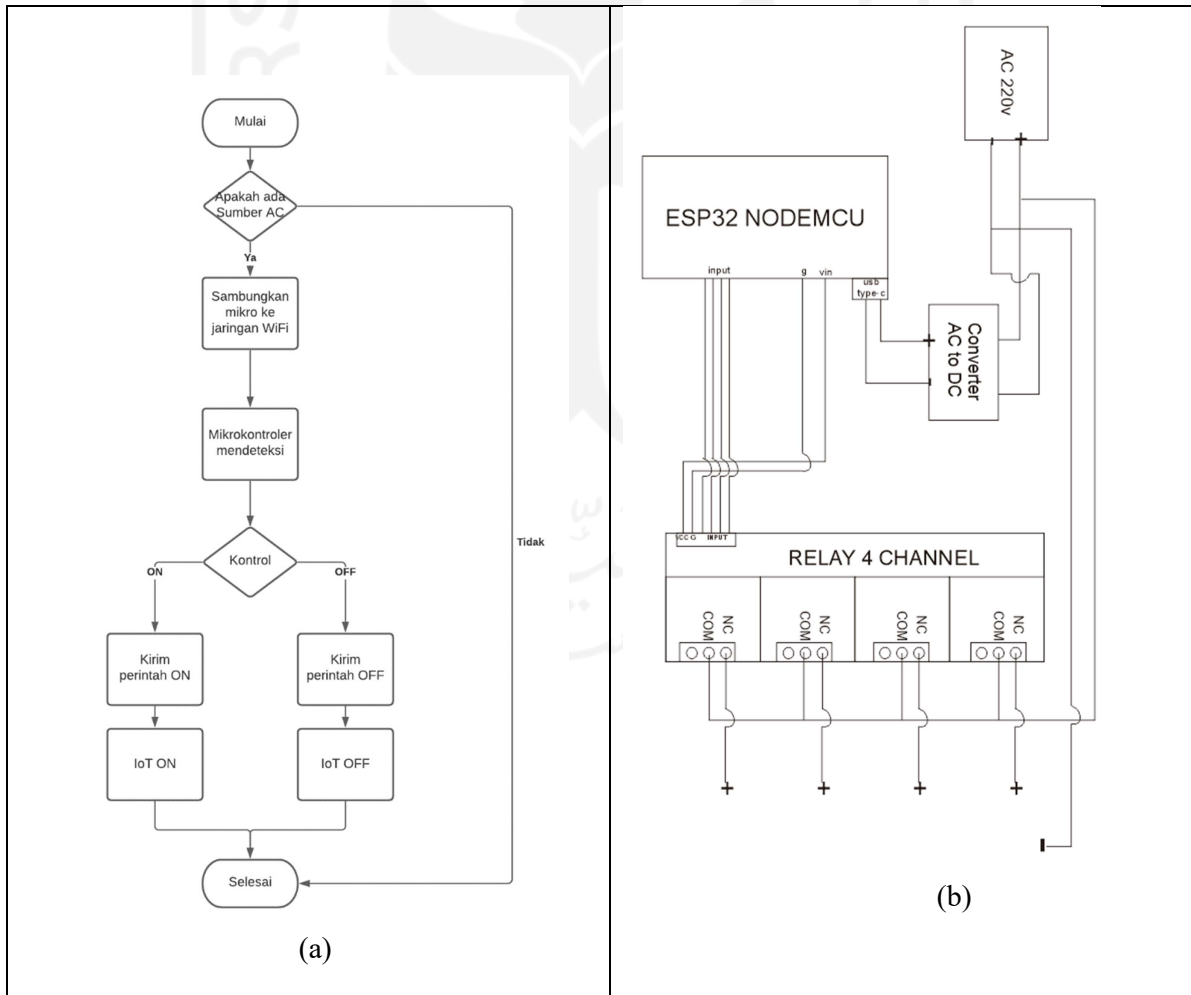 Mulai
Apakah ada
Sumber AC
Ya
Sambungkan
mikro ke
jaringan WiFi
Mikrokontroler
mendeteksi
Kontrol
ON
OFF
Tidak
Kirim
perintah ON
Kirim
perintah OFF
IoT ON
IoT OFF
Selesai
(a)
AC 220v
- +
ESP32 NODEMCU
input g vin
usb
type-c
+
-
Converter
AC to DC
VCC G INPUT
RELAY 4 CHANNEL
COM NC
COM NC
COM NC
COM NC
+ + + +
-
(b)